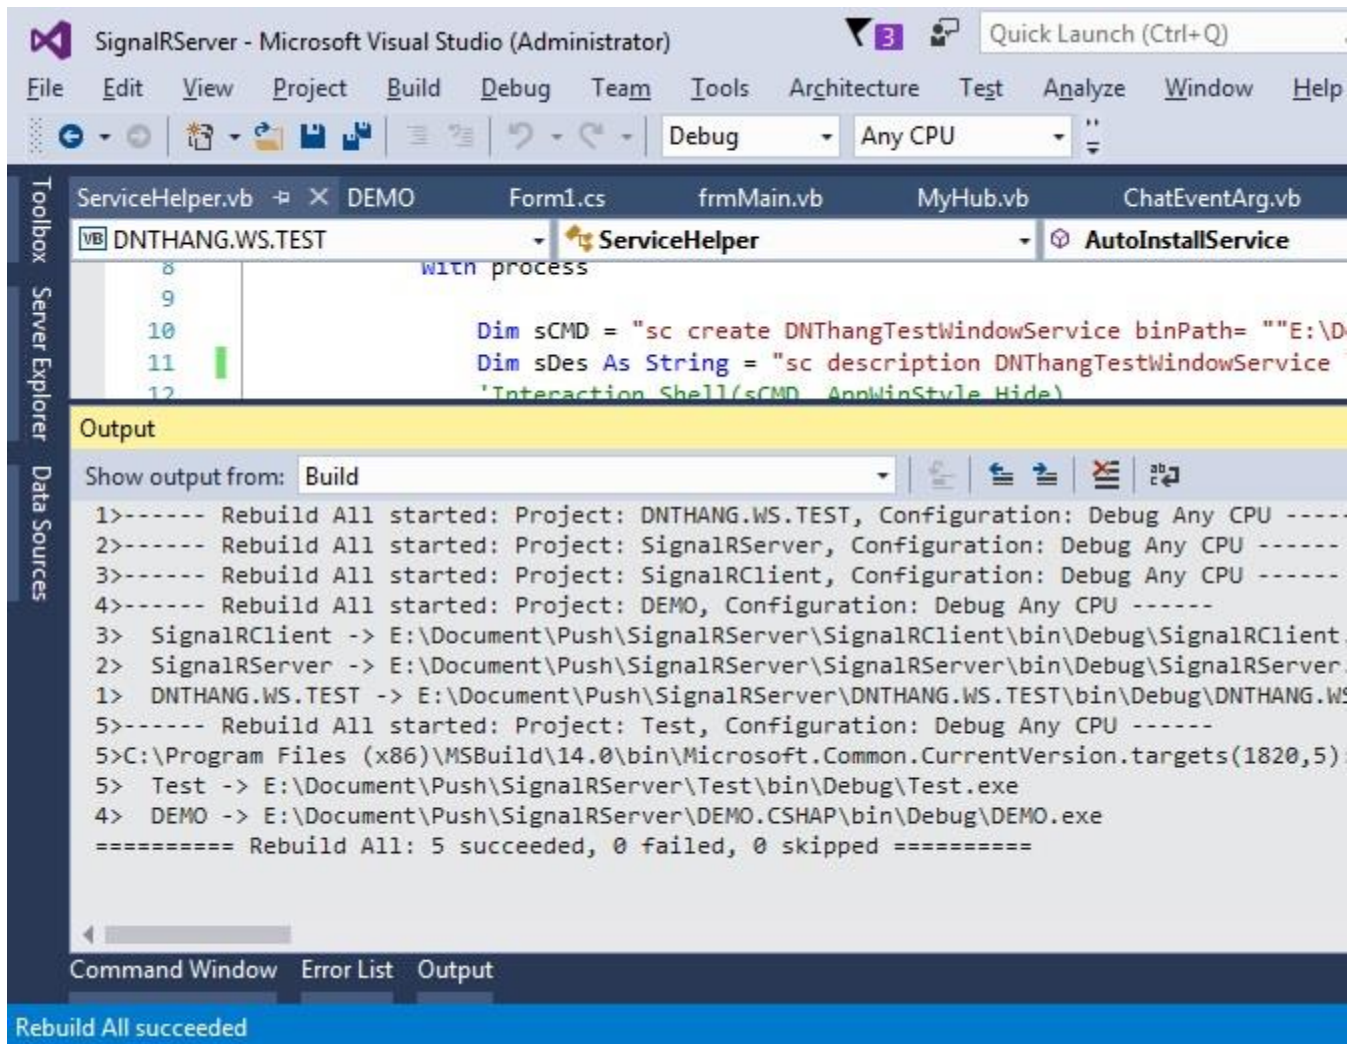 SignalRServer - Microsoft Visual Studio (Administrator) 3 Quick Launch (Ctrl+Q)
File Edit View Project Build Debug Team Tools Architecture Test Analyze Window Help
Debug Any CPU
Toolbox
Server Explorer
Data Sources
ServiceHelper.vb DEMO Form1.cs frmMain.vb MyHub.vb ChatEventArg.vb
VB DNTHANG.WS.TEST ServiceHelper AutoInstallService
8 With process
9
10 Dim sCMD = "sc create DNThangTestWindowService binPath= ""E:\D
11 Dim sDes As String = "sc description DNThangTestWindowService
12 'Interaction Shell(sCMD AppWinStyle Hide)
Output
Show output from: Build
1>------ Rebuild All started: Project: DNTHANG.WS.TEST, Configuration: Debug Any CPU -----
2>------ Rebuild All started: Project: SignalRServer, Configuration: Debug Any CPU ------
3>------ Rebuild All started: Project: SignalRClient, Configuration: Debug Any CPU ------
4>------ Rebuild All started: Project: DEMO, Configuration: Debug Any CPU ------
3> SignalRClient -> E:\Document\Push\SignalRServer\SignalRClient\bin\Debug\SignalRClient.
2> SignalRServer -> E:\Document\Push\SignalRServer\SignalRServer\bin\Debug\SignalRServer.
1> DNTHANG.WS.TEST -> E:\Document\Push\SignalRServer\DNTHANG.WS.TEST\bin\Debug\DNTHANG.WS
5>------ Rebuild All started: Project: Test, Configuration: Debug Any CPU ------
5>C:\Program Files (x86)\MSBuild\14.0\bin\Microsoft.Common.CurrentVersion.targets(1820,5):
5> Test -> E:\Document\Push\SignalRServer\Test\bin\Debug\Test.exe
4> DEMO -> E:\Document\Push\SignalRServer\DEMO.CSHAP\bin\Debug\DEMO.exe
========== Rebuild All: 5 succeeded, 0 failed, 0 skipped ==========
Command Window Error List Output
Rebuild All succeeded